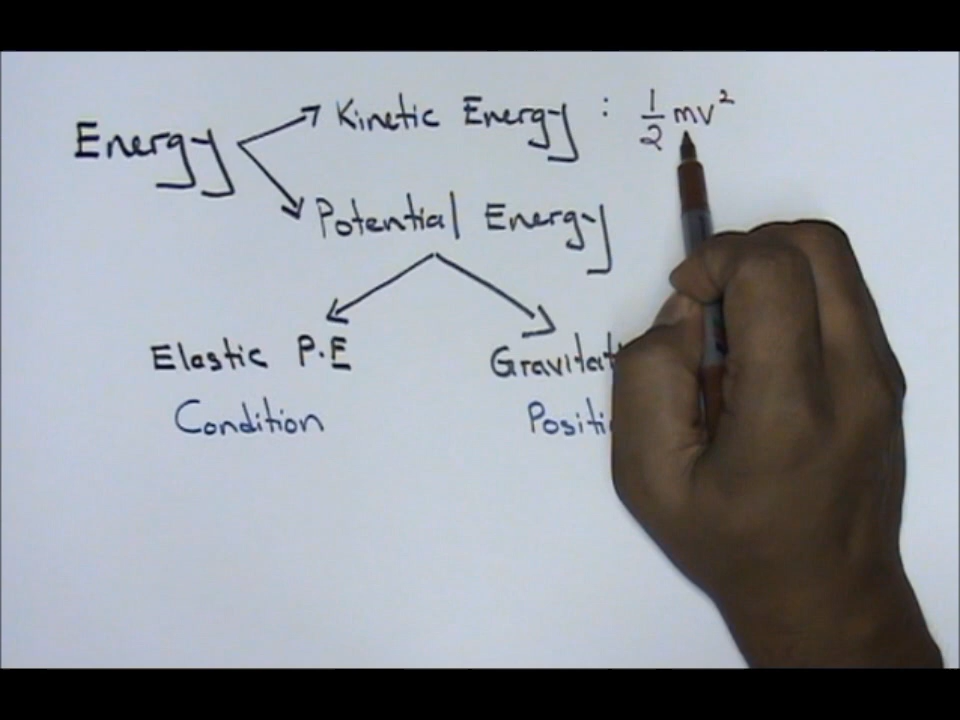 Energy
Kinetic Energy : 1/2 mv²
Potential Energy
Elastic P.E
Condition